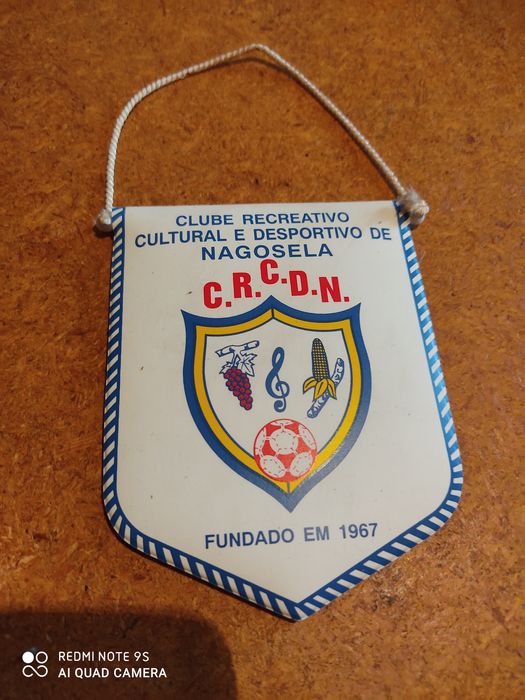 CLUBE RECREATIVO
CULTURAL E DESPORTIVO DE
NAGOSELA
C.R.C.D.N.
FUNDADO EM 1967
REDMI NOTE 9S
AI QUAD CAMERA